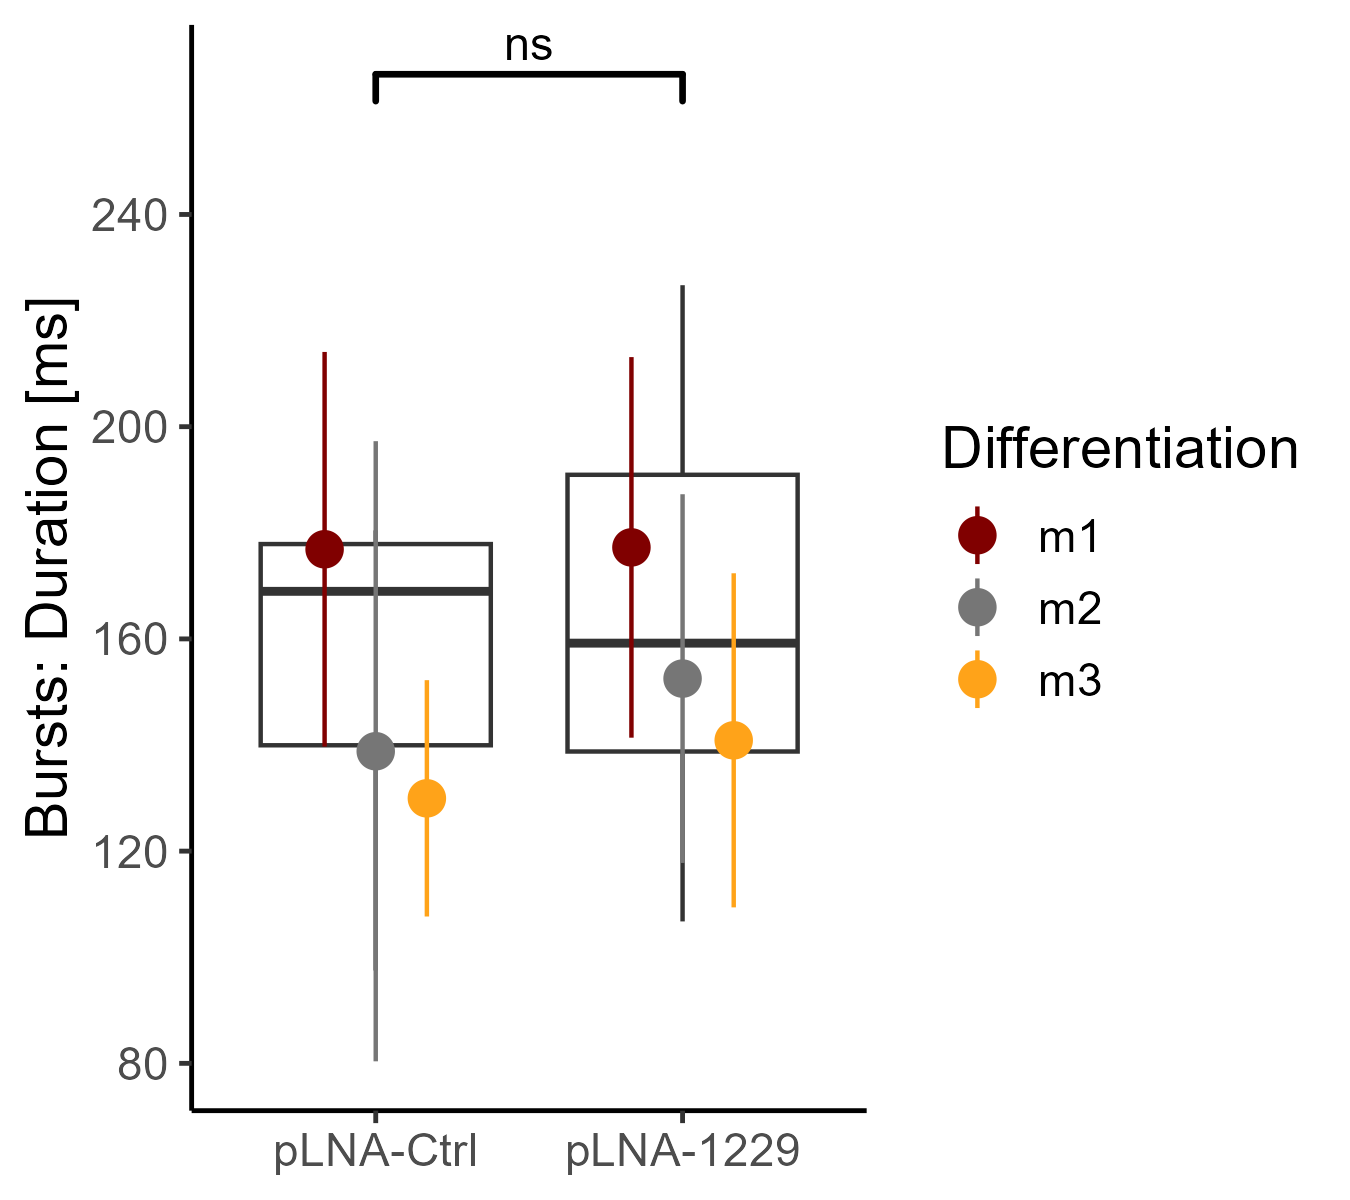 ns
Bursts: Duration [ms]
240
200
160
120
80
pLNA-Ctrl
pLNA-1229
Differentiation
m1
m2
m3